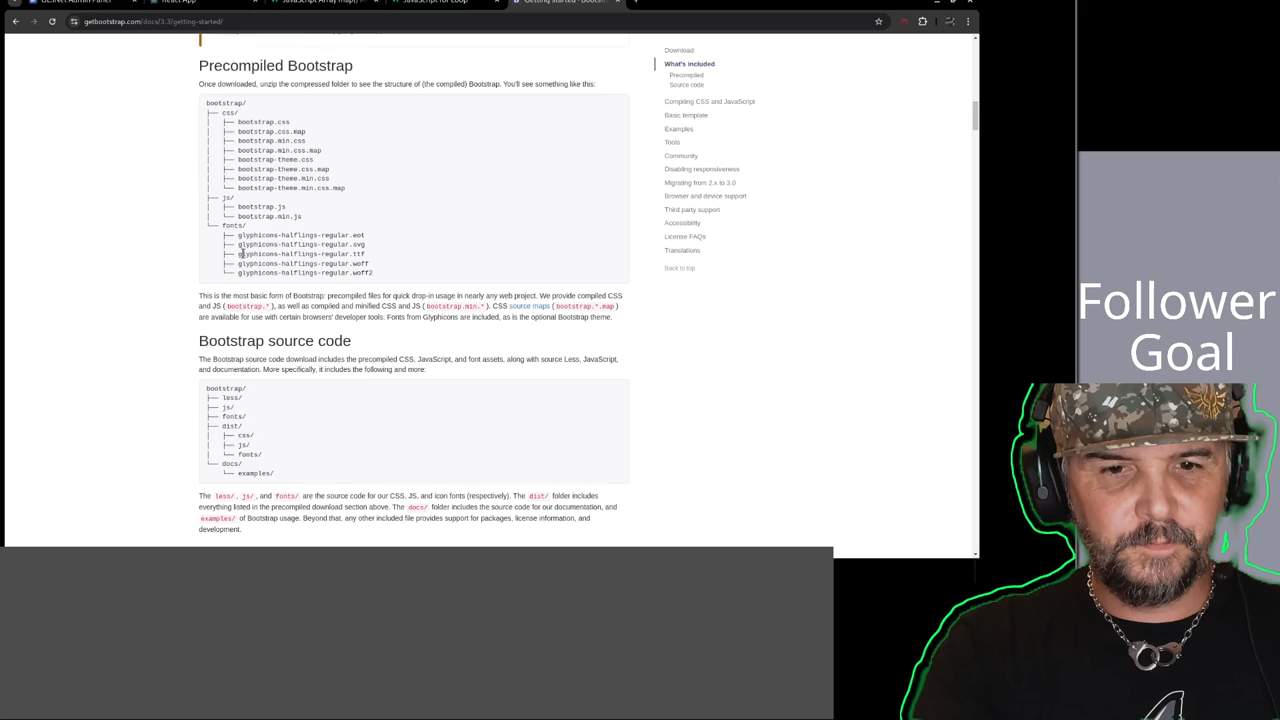 GE.Net Admin Panel
React App
JavaScript Array map()
JavaScript for Loop
Getting started · Bootst
getbootstrap.com/docs/3.3/getting-started/
Precompiled Bootstrap
Once downloaded, unzip the compressed folder to see the structure of (the compiled) Bootstrap. You'll see something like this:
bootstrap/
├── css/
│   ├── bootstrap.css
│   ├── bootstrap.css.map
│   ├── bootstrap.min.css
│   ├── bootstrap.min.css.map
│   ├── bootstrap-theme.css
│   ├── bootstrap-theme.css.map
│   ├── bootstrap-theme.min.css
│   └── bootstrap-theme.min.css.map
├── js/
│   ├── bootstrap.js
│   └── bootstrap.min.js
└── fonts/
    ├── glyphicons-halflings-regular.eot
    ├── glyphicons-halflings-regular.svg
    ├── glyphicons-halflings-regular.ttf
    ├── glyphicons-halflings-regular.woff
    └── glyphicons-halflings-regular.woff2
This is the most basic form of Bootstrap: precompiled files for quick drop-in usage in nearly any web project. We provide compiled CSS
and JS ( bootstrap.* ), as well as compiled and minified CSS and JS ( bootstrap.min.* ). CSS source maps ( bootstrap.*.map )
are available for use with certain browsers' developer tools. Fonts from Glyphicons are included, as is the optional Bootstrap theme.
Bootstrap source code
The Bootstrap source code download includes the precompiled CSS, JavaScript, and font assets, along with source Less, JavaScript,
and documentation. More specifically, it includes the following and more:
bootstrap/
├── less/
├── js/
├── fonts/
├── dist/
│   ├── css/
│   ├── js/
│   └── fonts/
└── docs/
    └── examples/
The less/ , js/ , and fonts/ are the source code for our CSS, JS, and icon fonts (respectively). The dist/ folder includes
everything listed in the precompiled download section above. The docs/ folder includes the source code for our documentation, and
examples/ of Bootstrap usage. Beyond that, any other included file provides support for packages, license information, and
development.
Download
What's included
Precompiled
Source code
Compiling CSS and JavaScript
Basic template
Examples
Tools
Community
Disabling responsiveness
Migrating from 2.x to 3.0
Browser and device support
Third party support
Accessibility
License FAQs
Translations
Back to top
Follower
Goal